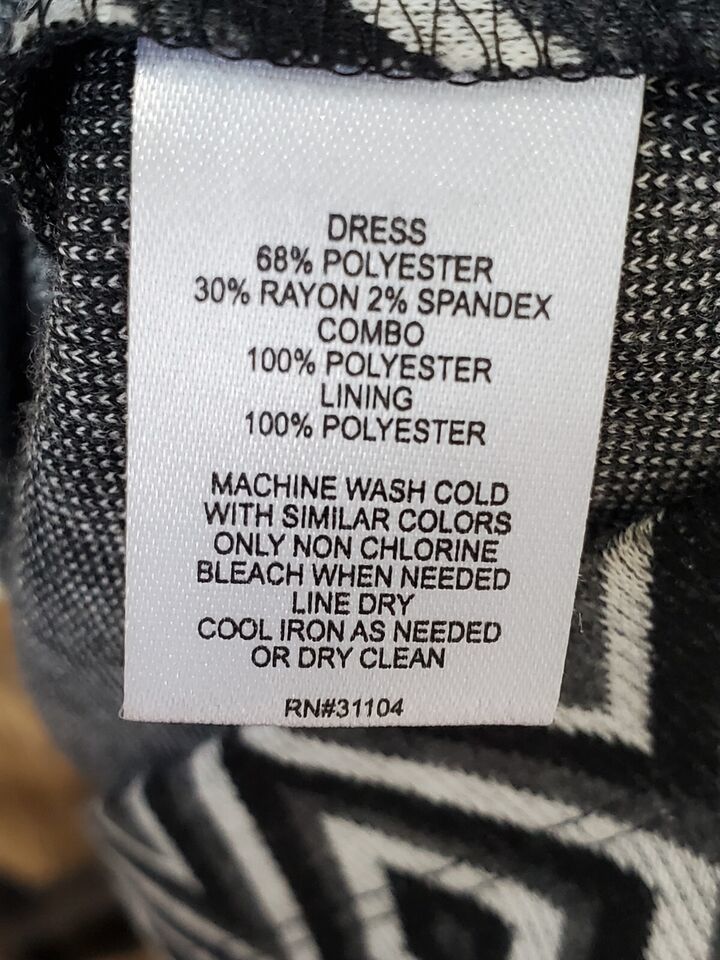 DRESS
68% POLYESTER
30% RAYON 2% SPANDEX
COMBO
100% POLYESTER
LINING
100% POLYESTER
MACHINE WASH COLD
WITH SIMILAR COLORS
ONLY NON CHLORINE
BLEACH WHEN NEEDED
LINE DRY
COOL IRON AS NEEDED
OR DRY CLEAN
RN#31104